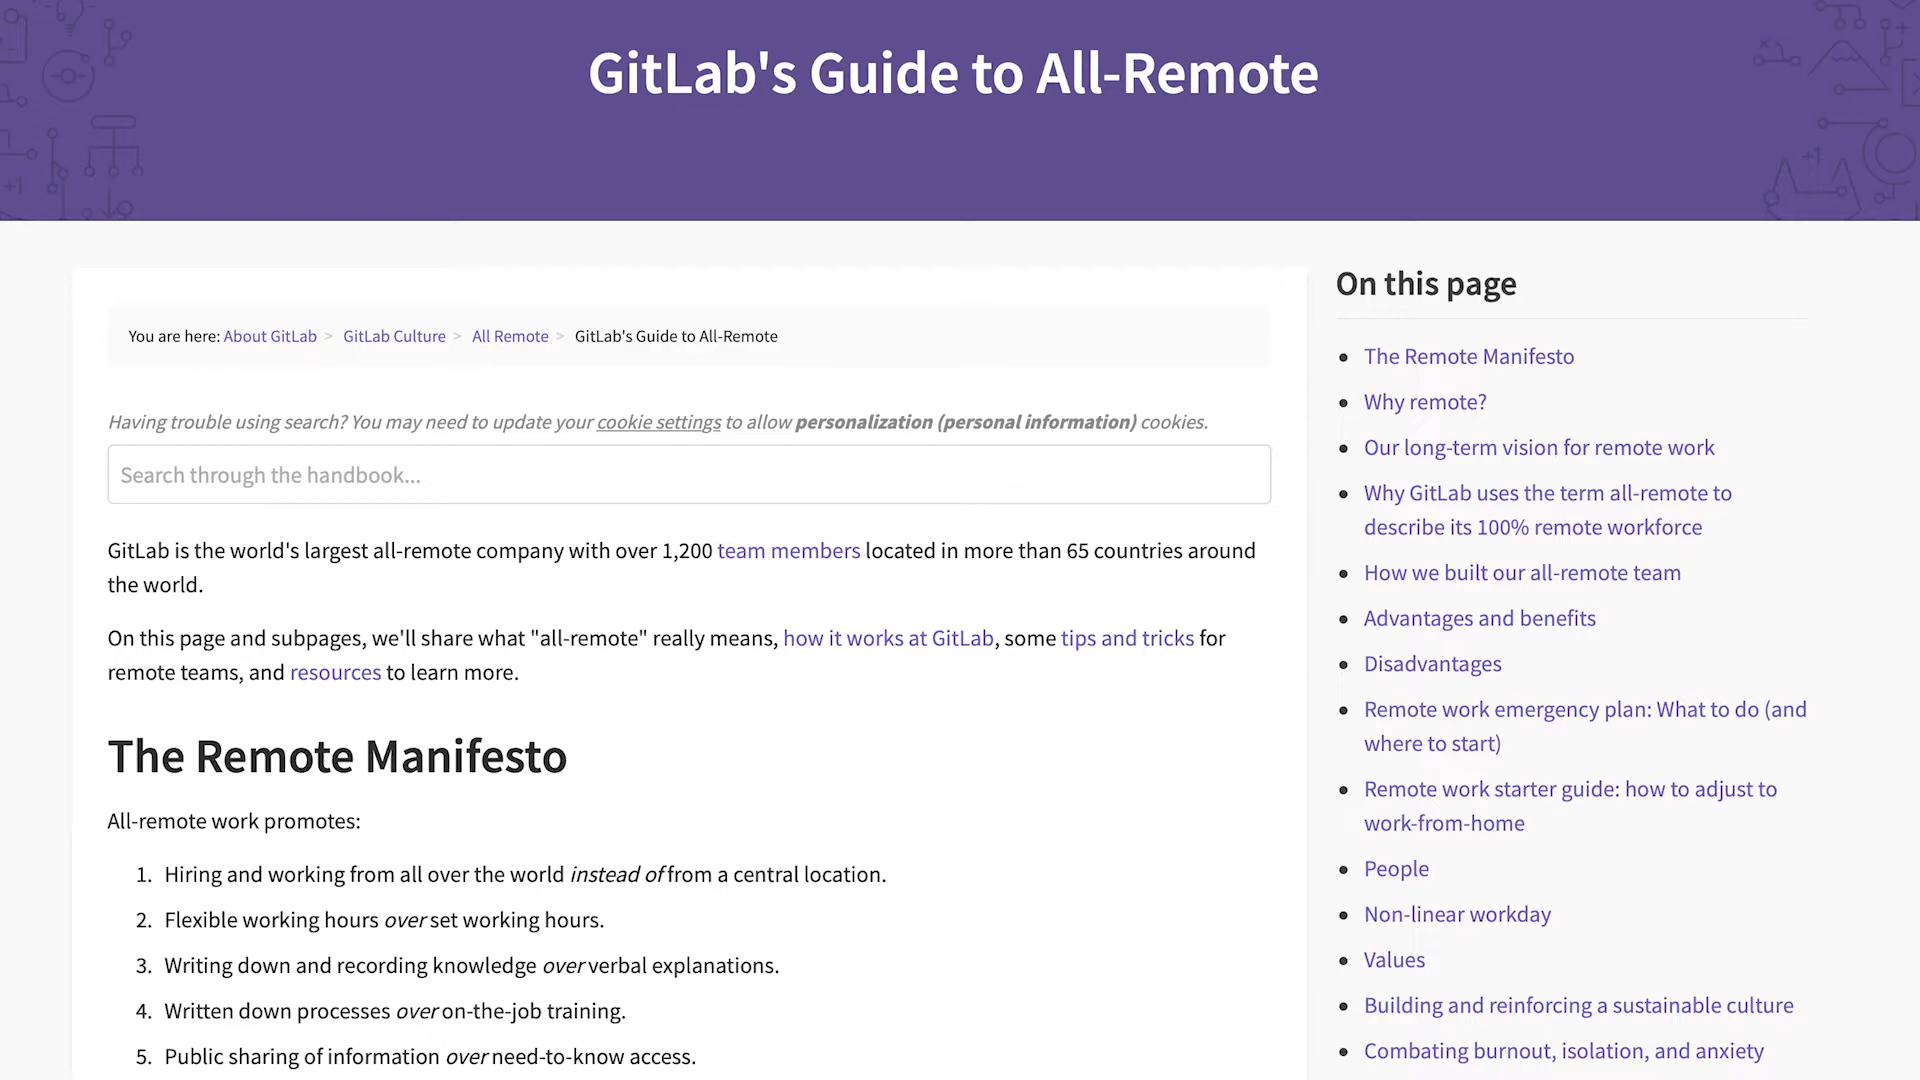 GitLab's Guide to All-Remote
You are here: About GitLab > GitLab Culture > All Remote > GitLab's Guide to All-Remote
Having trouble using search? You may need to update your cookie settings to allow personalization (personal information) cookies.
Search through the handbook...
GitLab is the world's largest all-remote company with over 1,200 team members located in more than 65 countries around
the world.
On this page and subpages, we'll share what "all-remote" really means, how it works at GitLab, some tips and tricks for
remote teams, and resources to learn more.
The Remote Manifesto
All-remote work promotes:
1. Hiring and working from all over the world instead of from a central location.
2. Flexible working hours over set working hours.
3. Writing down and recording knowledge over verbal explanations.
4. Written down processes over on-the-job training.
5. Public sharing of information over need-to-know access.
On this page
• The Remote Manifesto
• Why remote?
• Our long-term vision for remote work
• Why GitLab uses the term all-remote to
describe its 100% remote workforce
• How we built our all-remote team
• Advantages and benefits
• Disadvantages
• Remote work emergency plan: What to do (and
where to start)
• Remote work starter guide: how to adjust to
work-from-home
• People
• Non-linear workday
• Values
• Building and reinforcing a sustainable culture
• Combating burnout, isolation, and anxiety
+1
+1